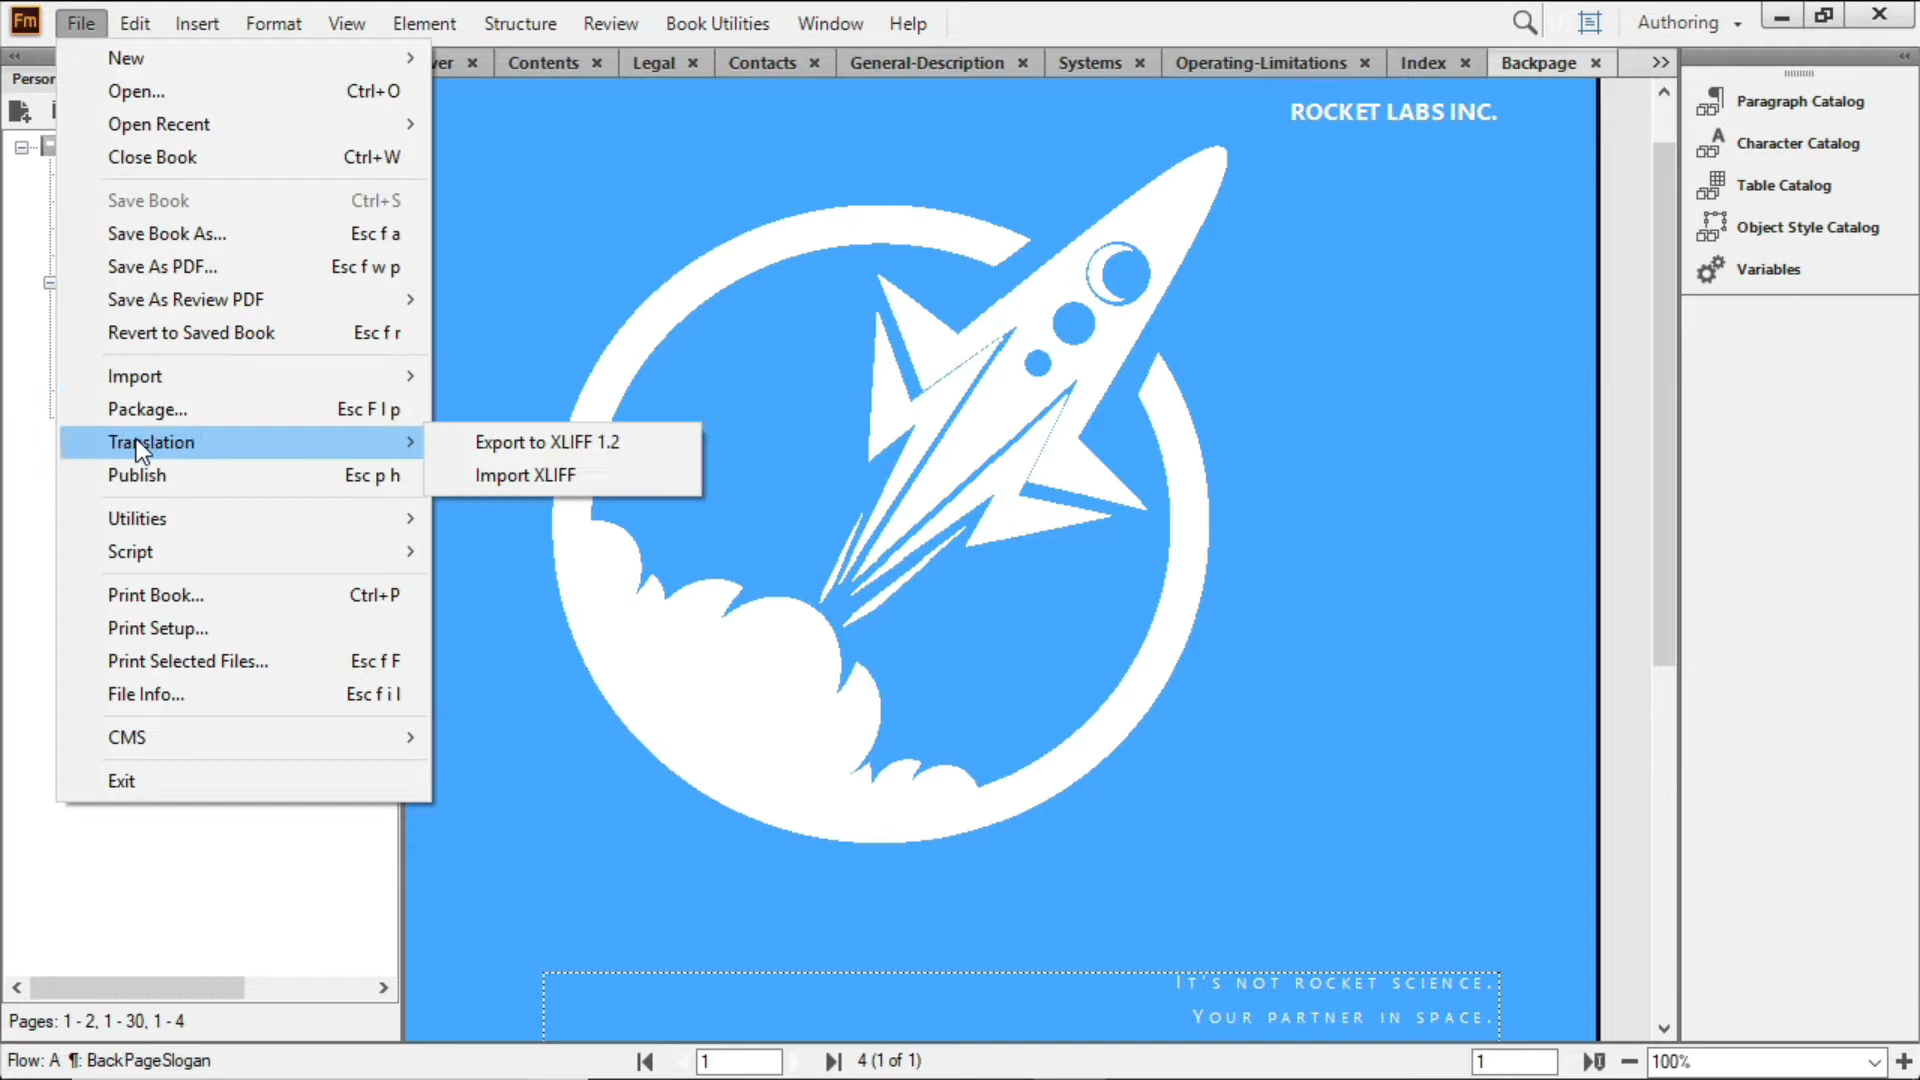 Fm File Edit Insert Format View Element Structure Review Book Utilities Window Help Authoring
Contents Legal Contacts General-Description Systems Operating-Limitations Index Backpage
New
Open... Ctrl+O
Open Recent
Close Book Ctrl+W
Save Book Ctrl+S
Save Book As... Esc f a
Save As PDF... Esc f w p
Save As Review PDF
Revert to Saved Book Esc f r
Import
Package... Esc F l p
Translation
Publish Esc p h
Utilities
Script
Print Book... Ctrl+P
Print Setup...
Print Selected Files... Esc f F
File Info... Esc f i l
CMS
Exit
Export to XLIFF 1.2
Import XLIFF
ROCKET LABS INC.
It's not rocket science.
Your partner in space.
Paragraph Catalog
Character Catalog
Table Catalog
Object Style Catalog
Variables
Pages: 1 - 2, 1 - 30, 1 - 4
Flow: A ¶: BackPageSlogan 1 4 (1 of 1) 1 100%